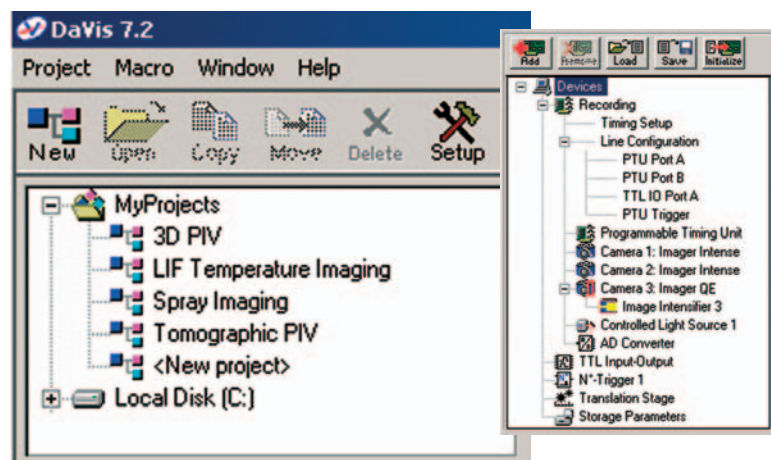 DaVis 7.2
Project Macro Window Help
New Open Copy Move Delete Setup
MyProjects
3D PIV
LIF Temperature Imaging
Spray Imaging
Tomographic PIV
<New project>
Local Disk (C:)
Add Remove Load Save Initialize
Devices
Recording
Timing Setup
Line Configuration
PTU Port A
PTU Port B
TTL IO Port A
PTU Trigger
Programmable Timing Unit
Camera 1: Imager Intense
Camera 2: Imager Intense
Camera 3: Imager QE
Image Intensifier 3
Controlled Light Source 1
AD Converter
TTL Input-Output
N*-Trigger 1
Translation Stage
Storage Parameters